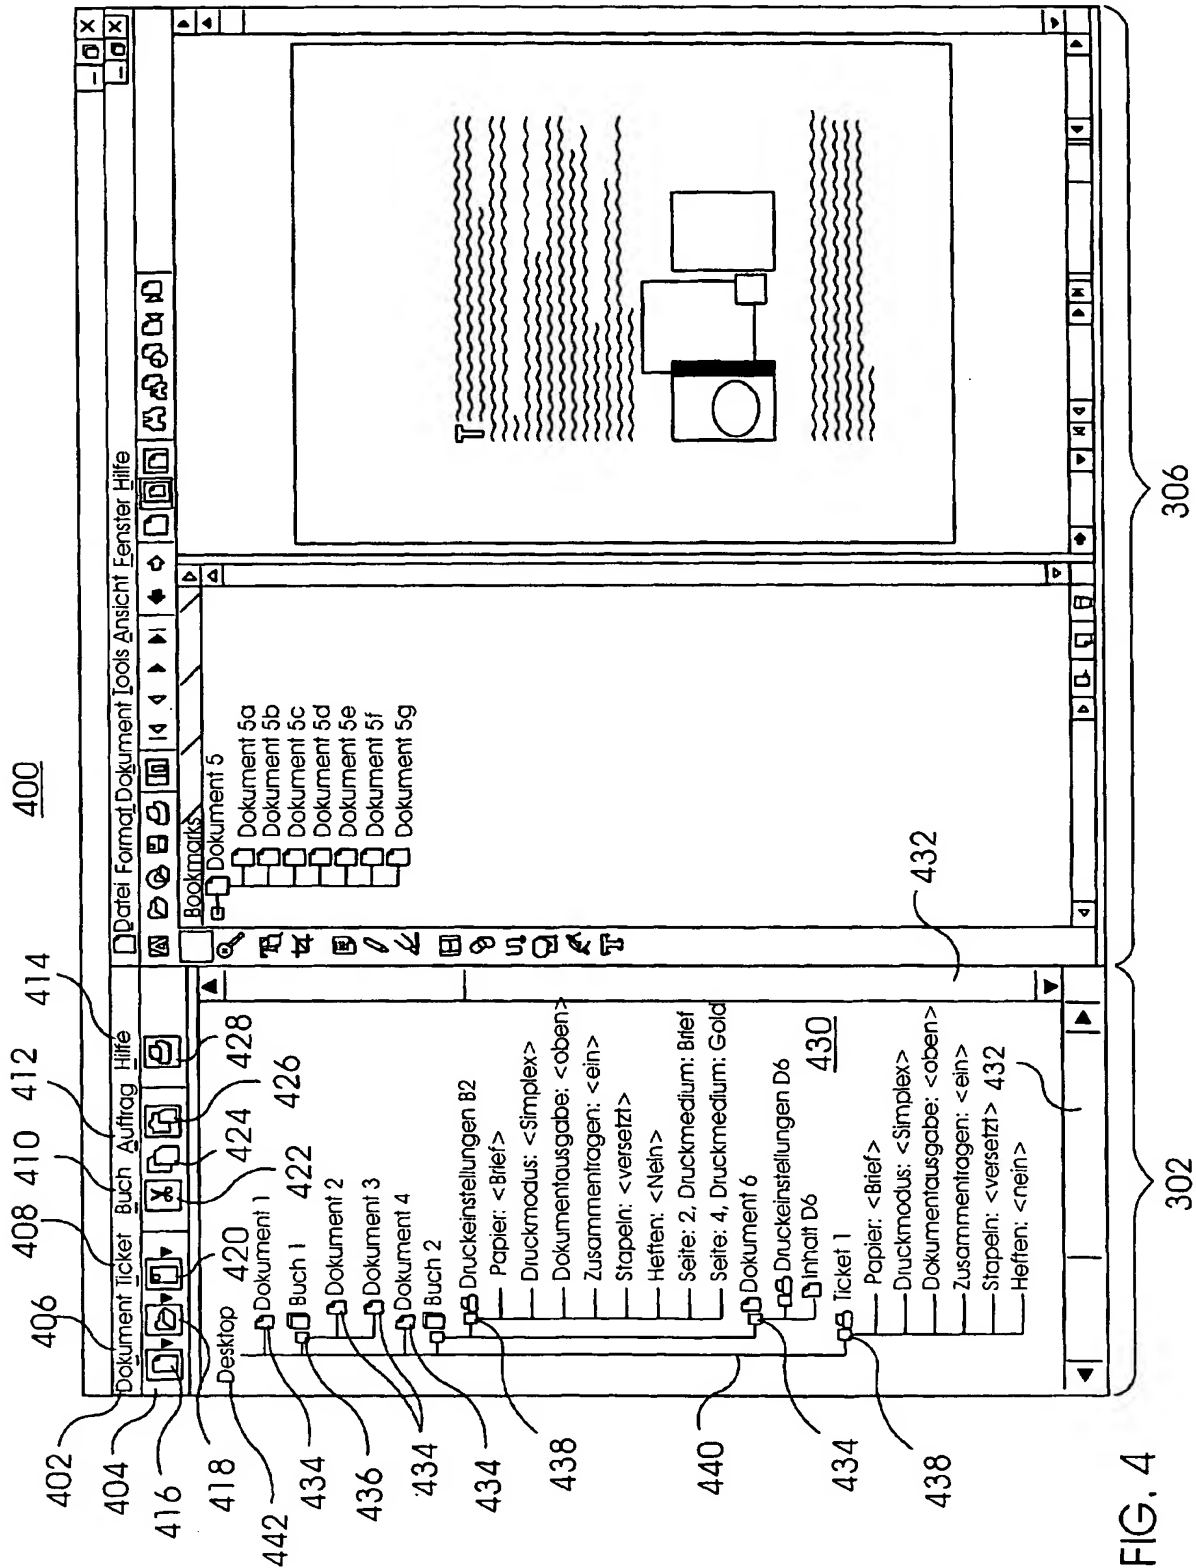 400
402
404
406
408
410
412
414
416
418
420
422
424
426
428
Dokument Ticket Buch Auftrag Hilfe
Datei Format Dokument Tools Ansicht Fenster Hilfe
Desktop
Dokument 1
Buch 1
Dokument 2
Dokument 3
Dokument 4
Buch 2
Druckeinstellungen B2
Papier: <Brief>
Druckmodus: <Simplex>
Dokumentausgabe: <oben>
Zusammentragen: <ein>
Stapeln: <versetzt>
Heften: <Nein>
Seite: 2, Druckmedium: Brief
Seite: 4, Druckmedium: Gold
Dokument 6
Druckeinstellungen D6
Inhalt D6
Ticket 1
Papier: <Brief>
Druckmodus: <Simplex>
Dokumentausgabe: <oben>
Zusammentragen: <ein>
Stapeln: <versetzt>
Heften: <nein>
442
434
436
434
434
438
440
434
438
430
432
432
Bookmarks
Dokument 5
Dokument 5a
Dokument 5b
Dokument 5c
Dokument 5d
Dokument 5e
Dokument 5f
Dokument 5g
T
302
306
FIG. 4